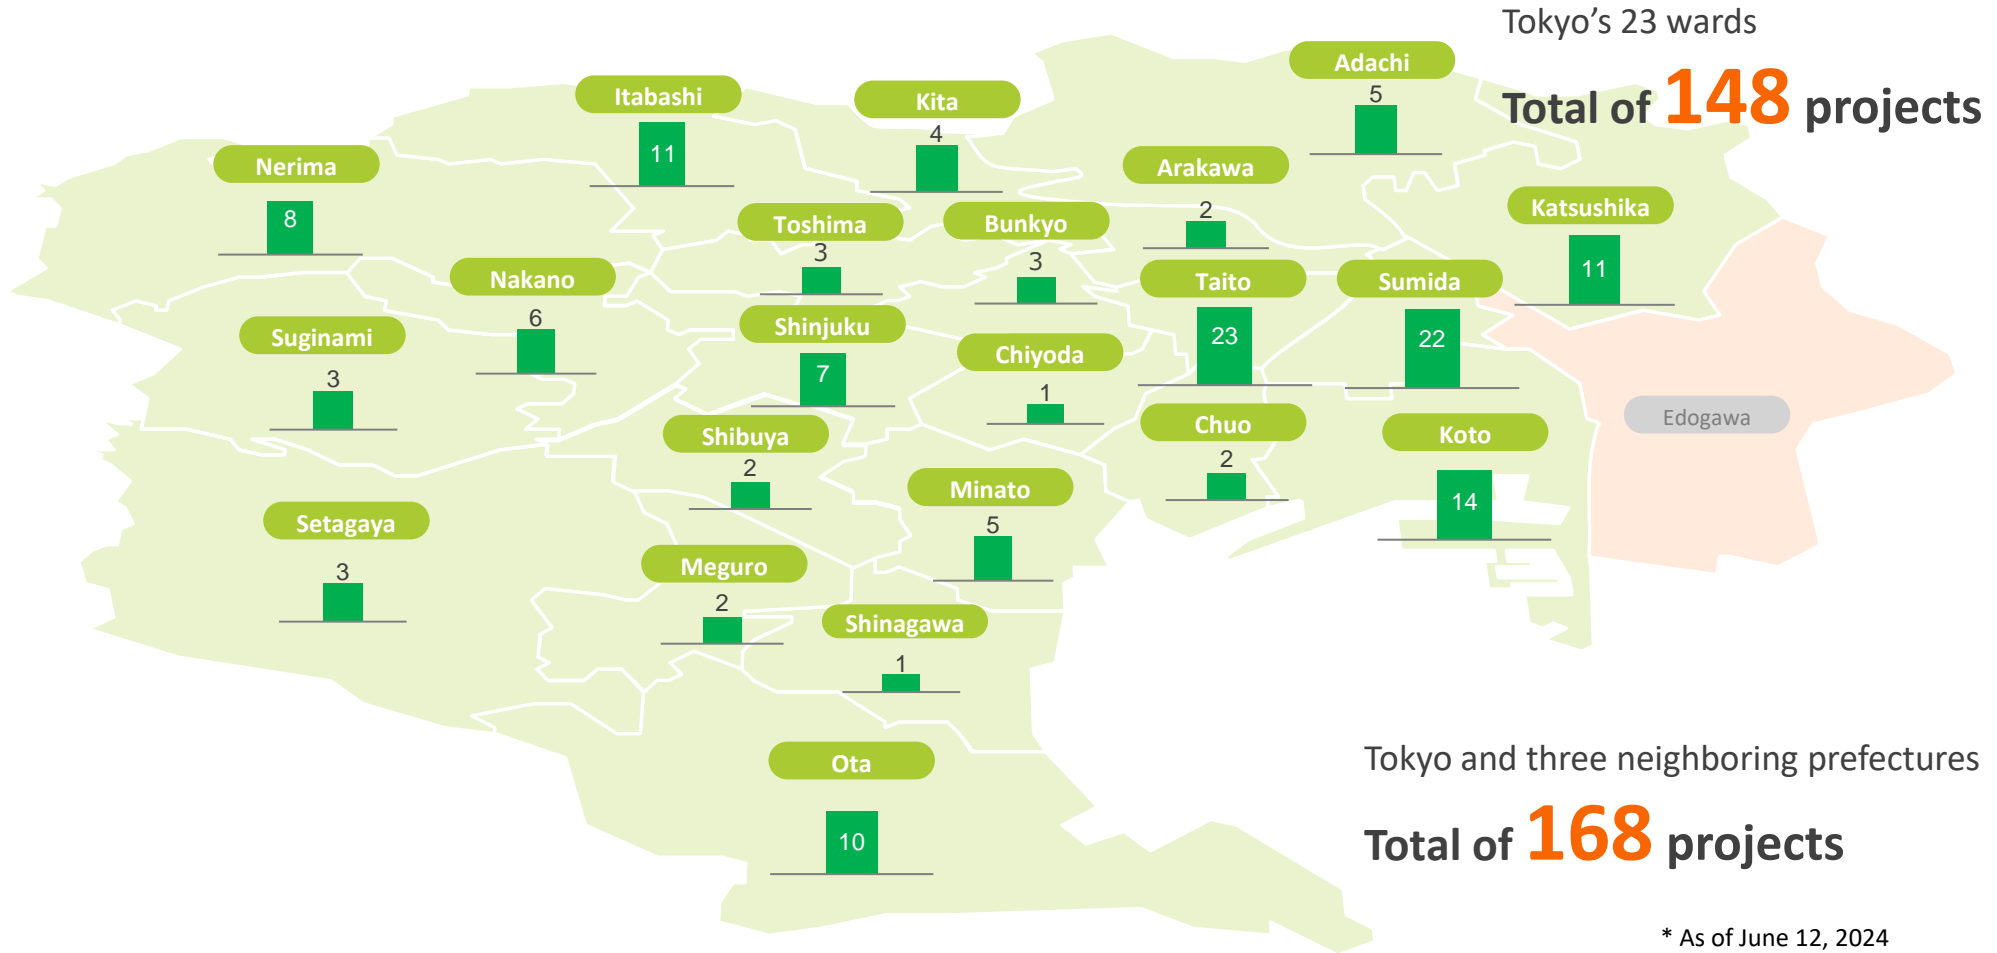 Tokyo’s 23 wards
Total of 148 projects
Adachi
5
Itabashi
11
Kita
4
Nerima
8
Arakawa
2
Katsushika
11
Toshima
3
Bunkyo
3
Nakano
6
Taito
23
Sumida
22
Suginami
3
Shinjuku
7
Chiyoda
1
Edogawa
Shibuya
2
Chuo
2
Koto
14
Minato
5
Setagaya
3
Meguro
2
Shinagawa
1
Ota
10
Tokyo and three neighboring prefectures
Total of 168 projects
* As of June 12, 2024